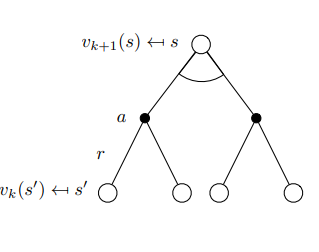 v_{k+1}(s) ↤ s
a
r
v_k(s′) ↤ s′